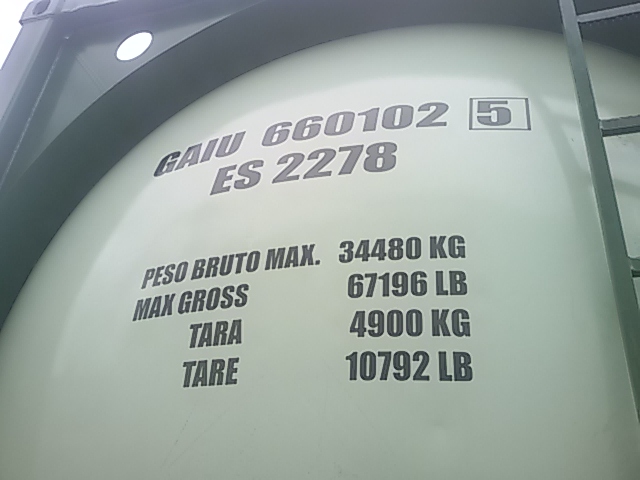 GAIU 660102 5
ES 2278
PESO BRUTO MAX. 34480 KG
MAX GROSS 67196 LB
TARA 4900 KG
TARE 10792 LB